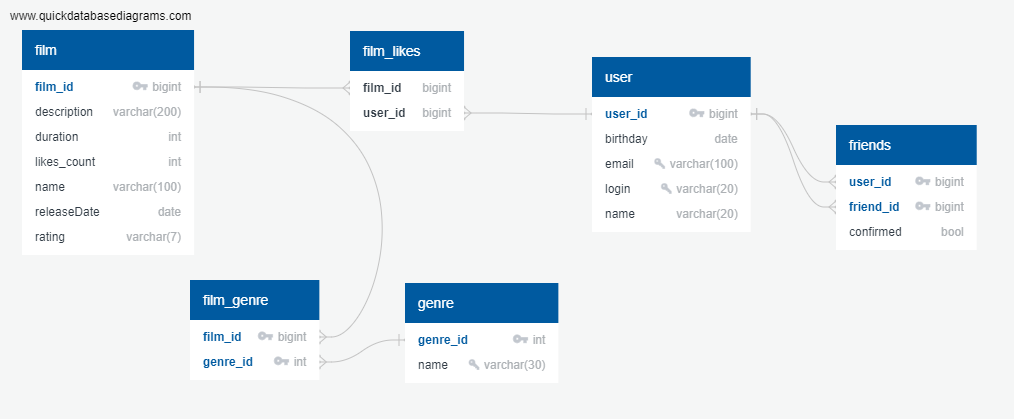 www.quickdatabasediagrams.com
film
film_id bigint
description varchar(200)
duration int
likes_count int
name varchar(100)
releaseDate date
rating varchar(7)
film_likes
film_id bigint
user_id bigint
user
user_id bigint
birthday date
email varchar(100)
login varchar(20)
name varchar(20)
friends
user_id bigint
friend_id bigint
confirmed bool
film_genre
film_id bigint
genre_id int
genre
genre_id int
name varchar(30)